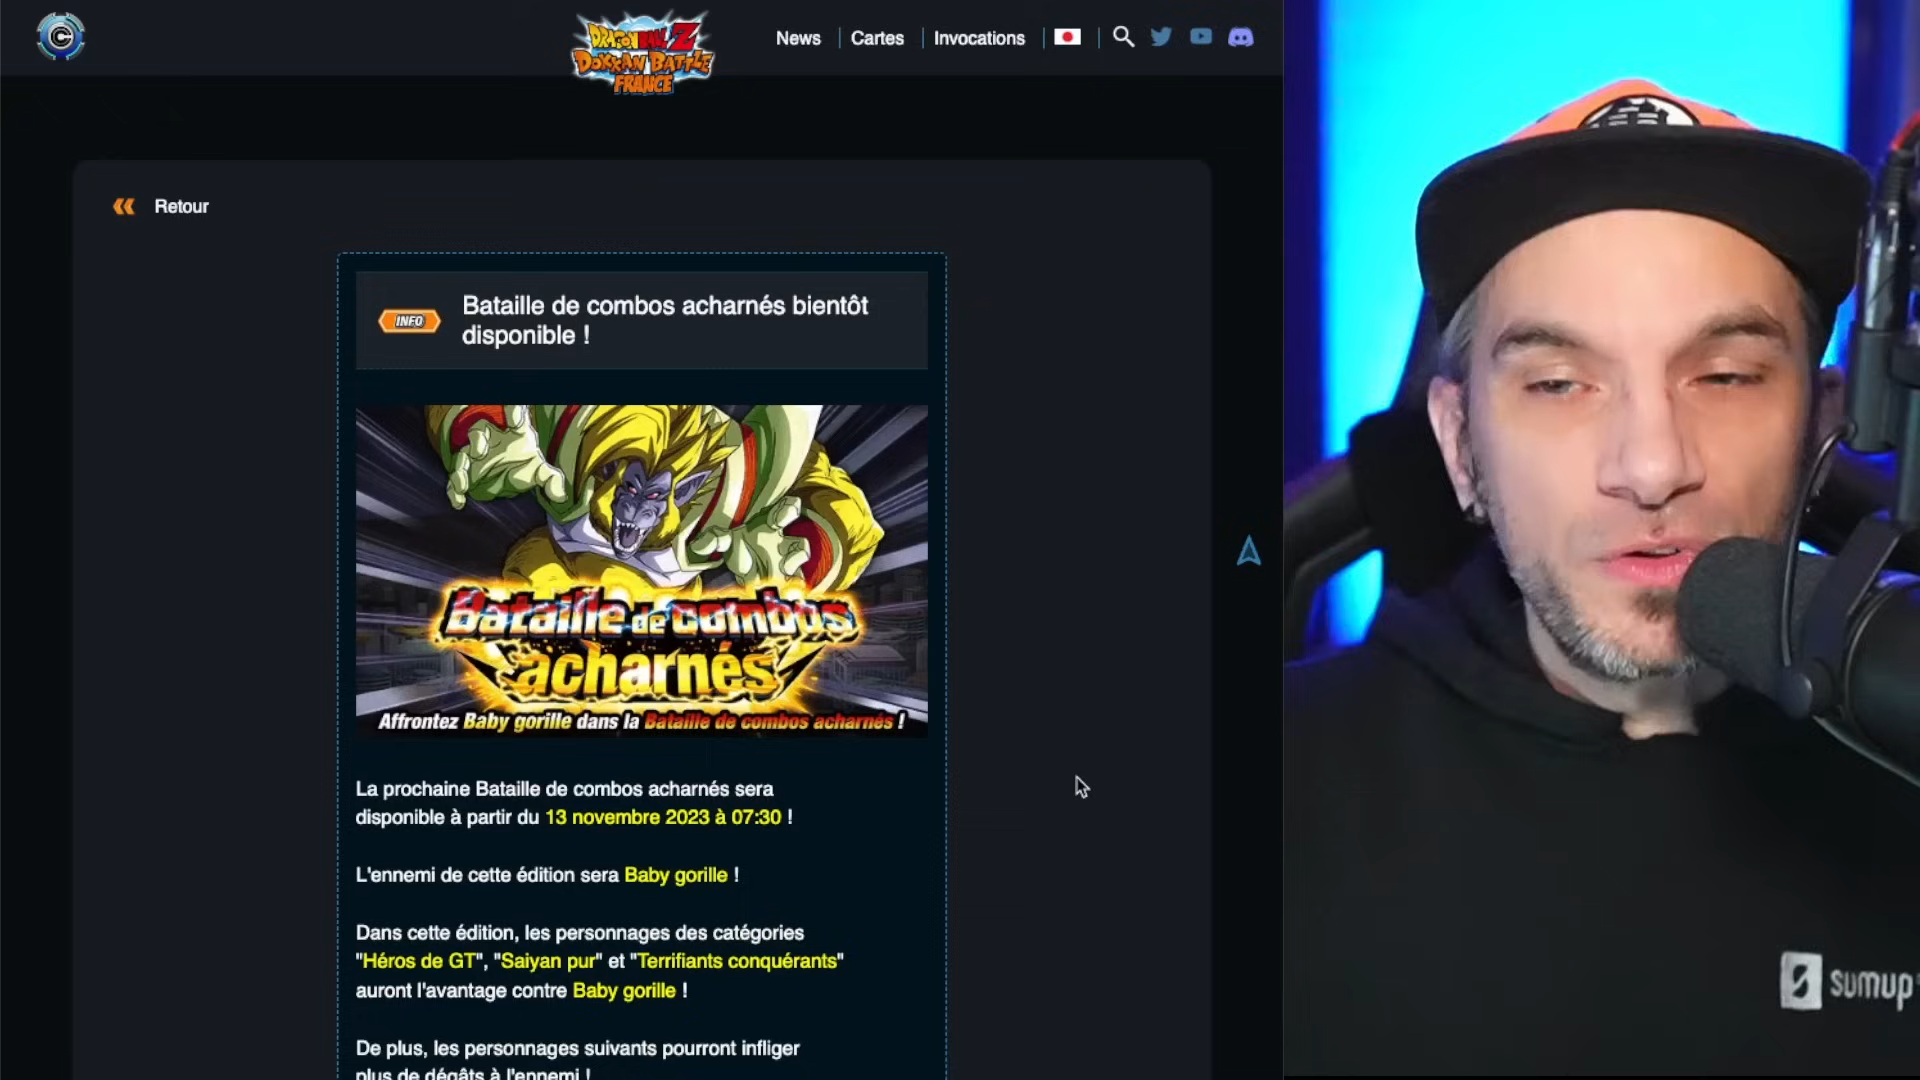 DRAGON BALL Z
DOKKAN BATTLE
FRANCE
News
Cartes
Invocations
Retour
INFO
Bataille de combos acharnés bientôt
disponible !
Bataille de combos
acharnés
Affrontez Baby gorille dans la Bataille de combos acharnés !
La prochaine Bataille de combos acharnés sera
disponible à partir du 13 novembre 2023 à 07:30 !
L'ennemi de cette édition sera Baby gorille !
Dans cette édition, les personnages des catégories
"Héros de GT", "Saiyan pur" et "Terrifiants conquérants"
auront l'avantage contre Baby gorille !
De plus, les personnages suivants pourront infliger
plus de dégâts à l'ennemi !
sumup